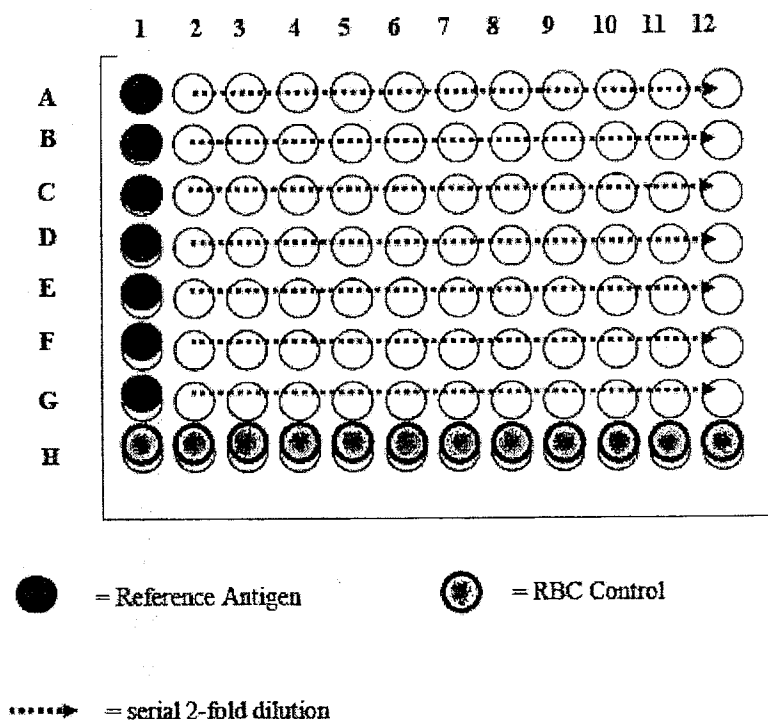 1 2 3 4 5 6 7 8 9 10 11 12
A
B
C
D
E
F
G
H
= Reference Antigen
= RBC Control
= serial 2-fold dilution